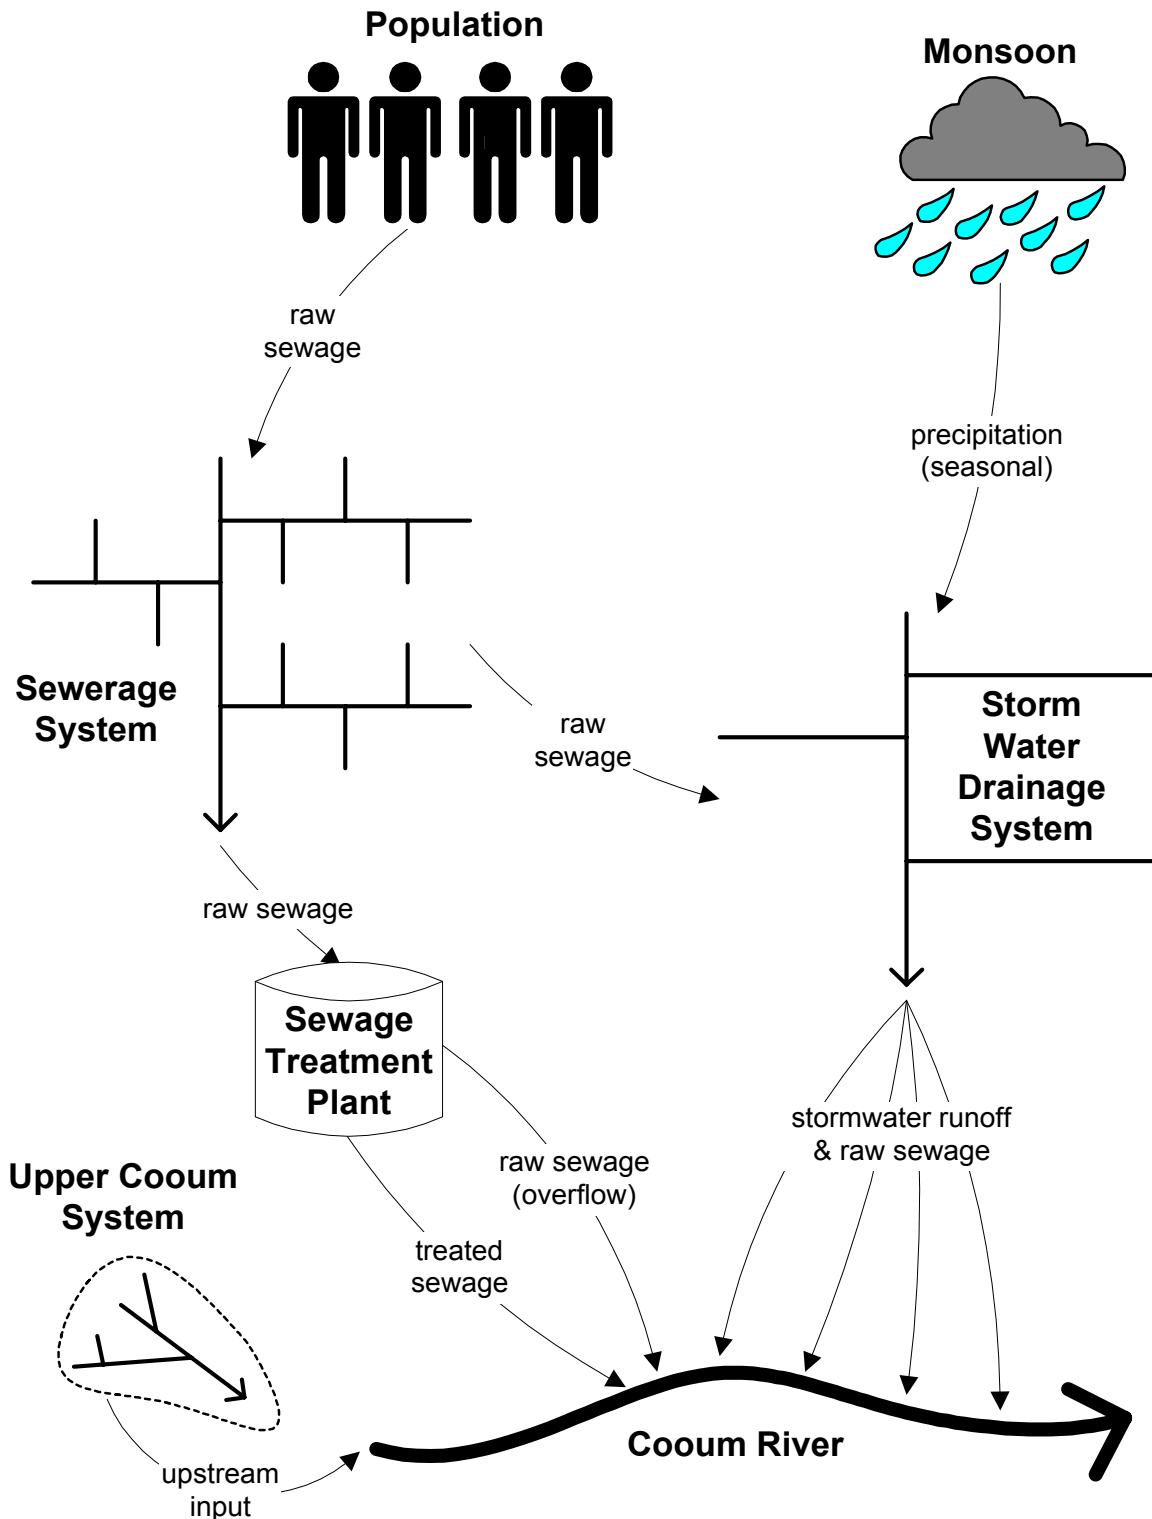 Population
Monsoon
raw
sewage
precipitation
(seasonal)
Sewerage
System
raw
sewage
Storm
Water
Drainage
System
raw sewage
Sewage
Treatment
Plant
stormwater runoff
& raw sewage
raw sewage
(overflow)
Upper Cooum
System
treated
sewage
Cooum River
upstream
input